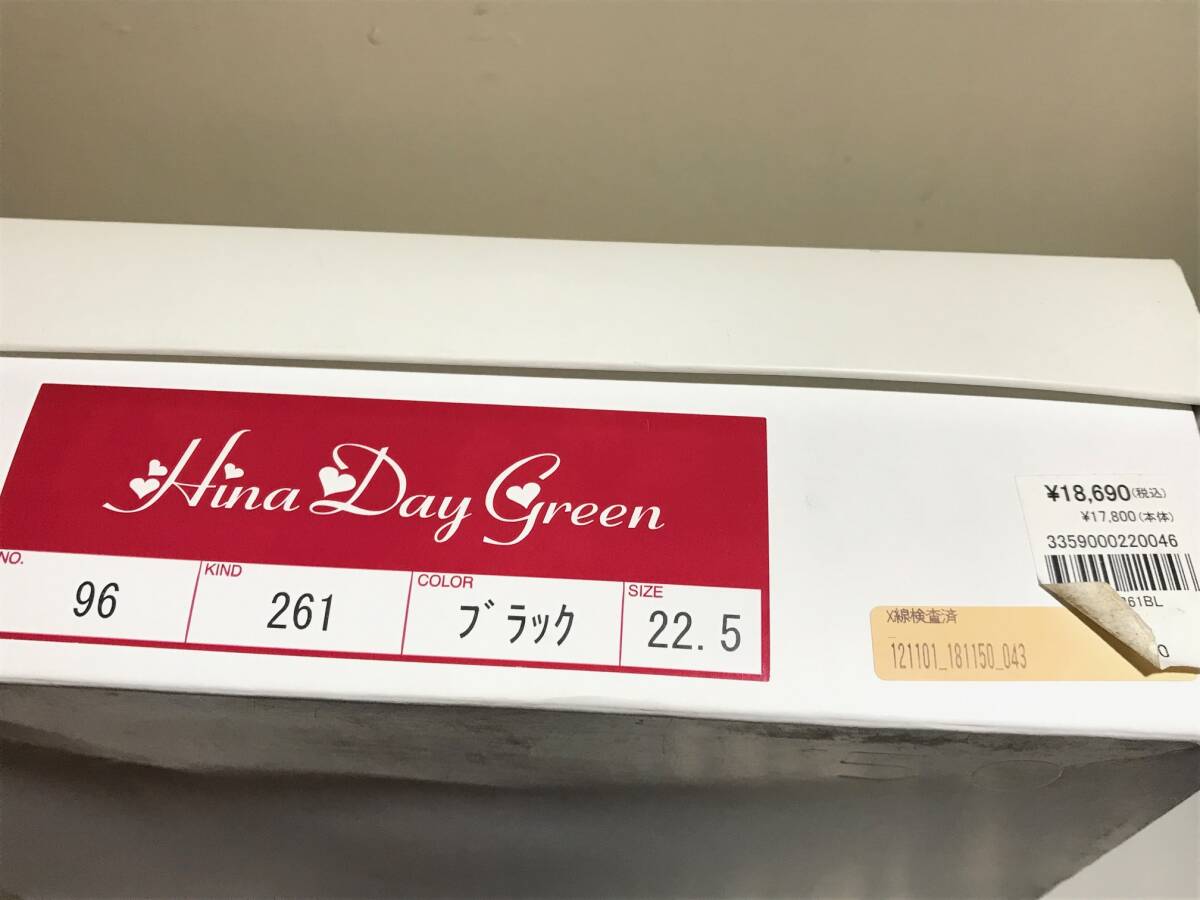 Hina Day Green
NO.
96
KIND
261
COLOR
ブラック
SIZE
22.5
¥18,690(税込)
¥17,800(本体)
3359000220046
261BL
X線検査済
121101_181150_043